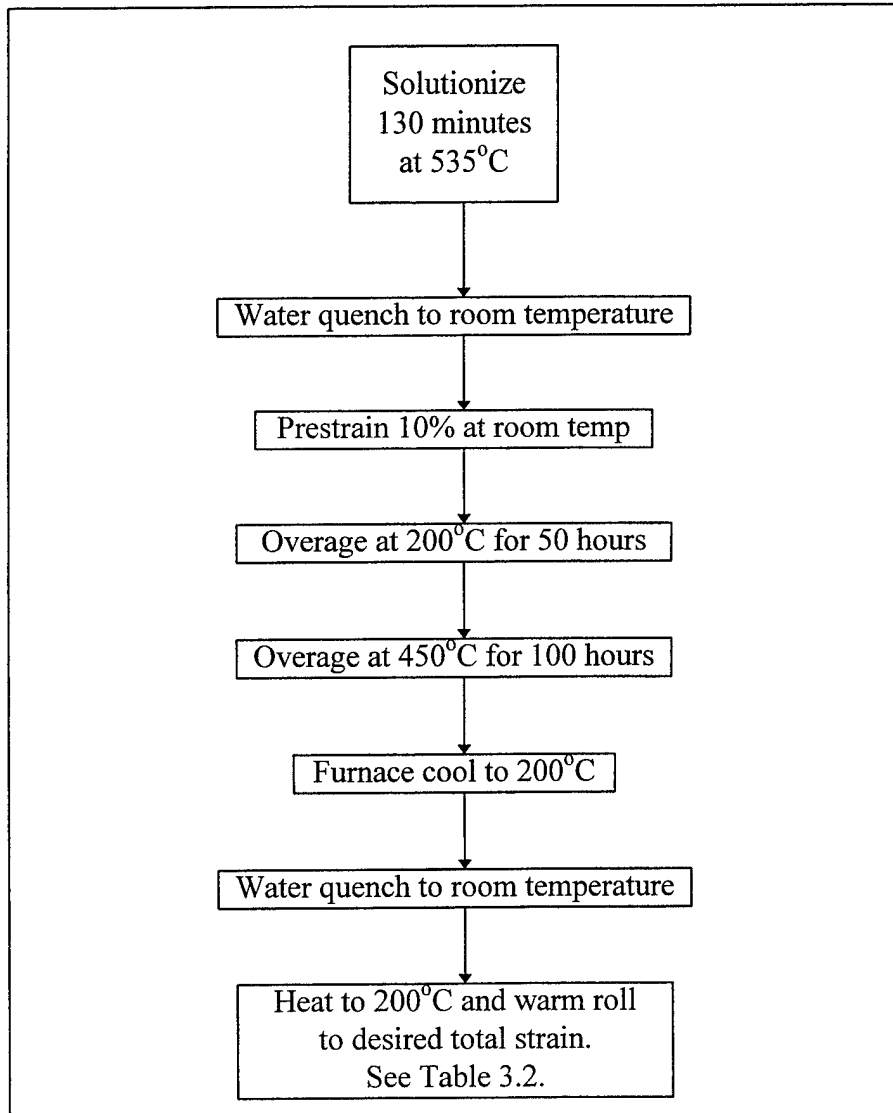 Solutionize
130 minutes
at 535°C
Water quench to room temperature
Prestrain 10% at room temp
Overage at 200°C for 50 hours
Overage at 450°C for 100 hours
Furnace cool to 200°C
Water quench to room temperature
Heat to 200°C and warm roll
to desired total strain.
See Table 3.2.